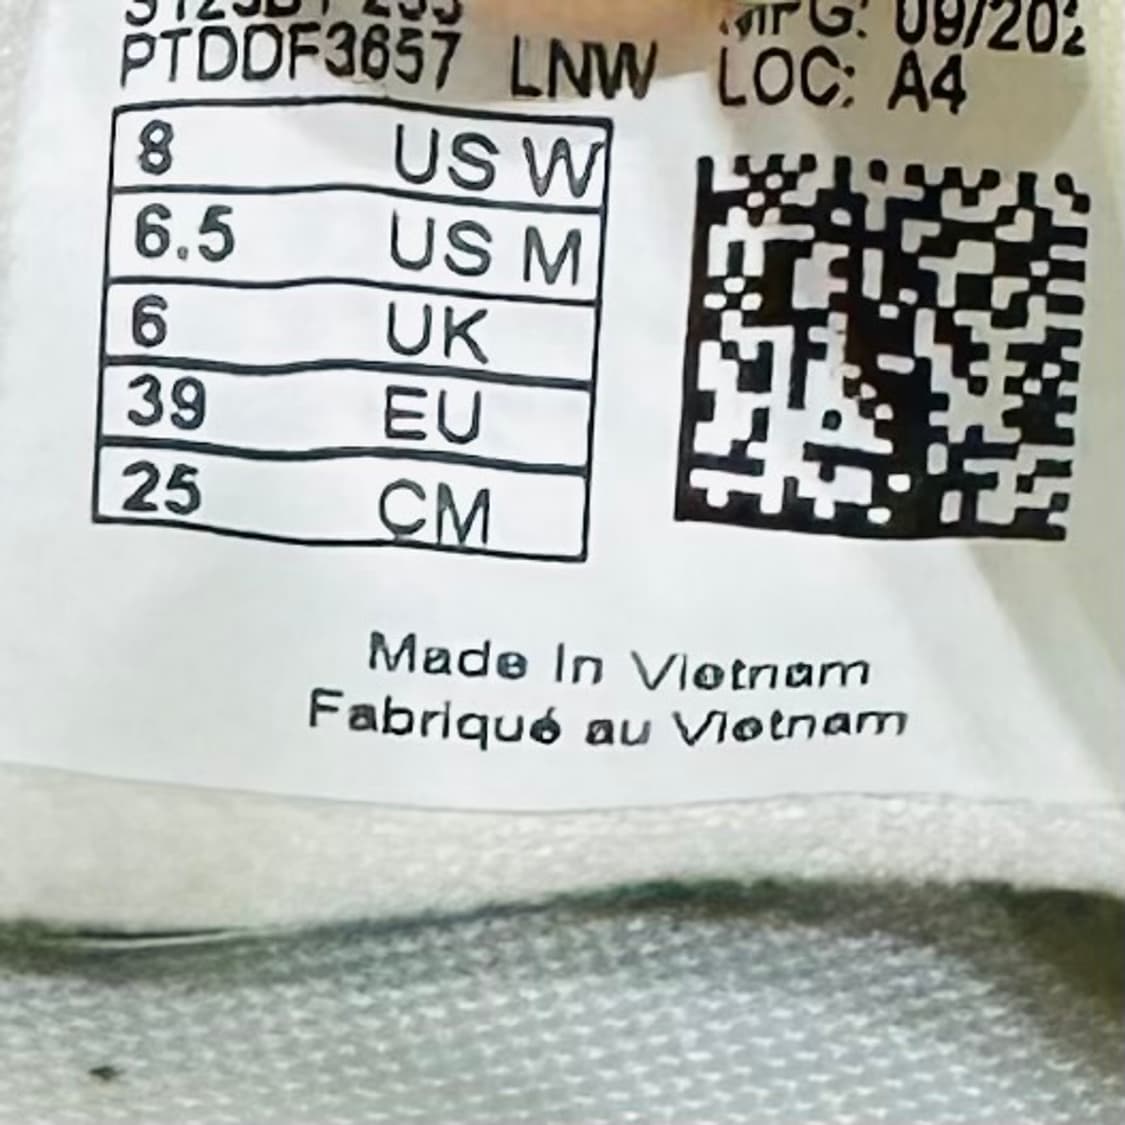 PTDDF3657 LNW
LOC: A4
8 US W
6.5 US M
6 UK
39 EU
25 CM
Made In Vietnam
Fabriqué au Vietnam